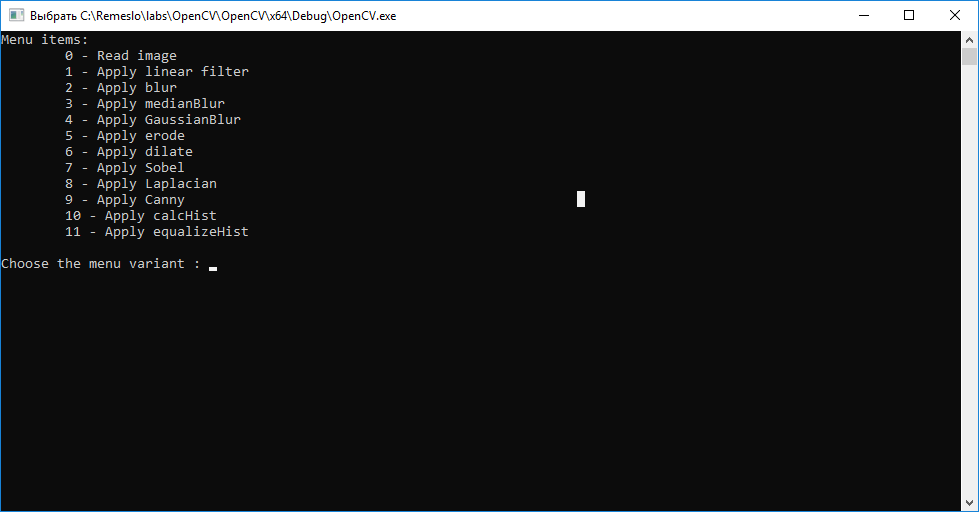 Выбрать C:\Remeslo\labs\OpenCV\OpenCV\x64\Debug\OpenCV.exe
Menu items:
0 - Read image
1 - Apply linear filter
2 - Apply blur
3 - Apply medianBlur
4 - Apply GaussianBlur
5 - Apply erode
6 - Apply dilate
7 - Apply Sobel
8 - Apply Laplacian
9 - Apply Canny
10 - Apply calcHist
11 - Apply equalizeHist
Choose the menu variant :